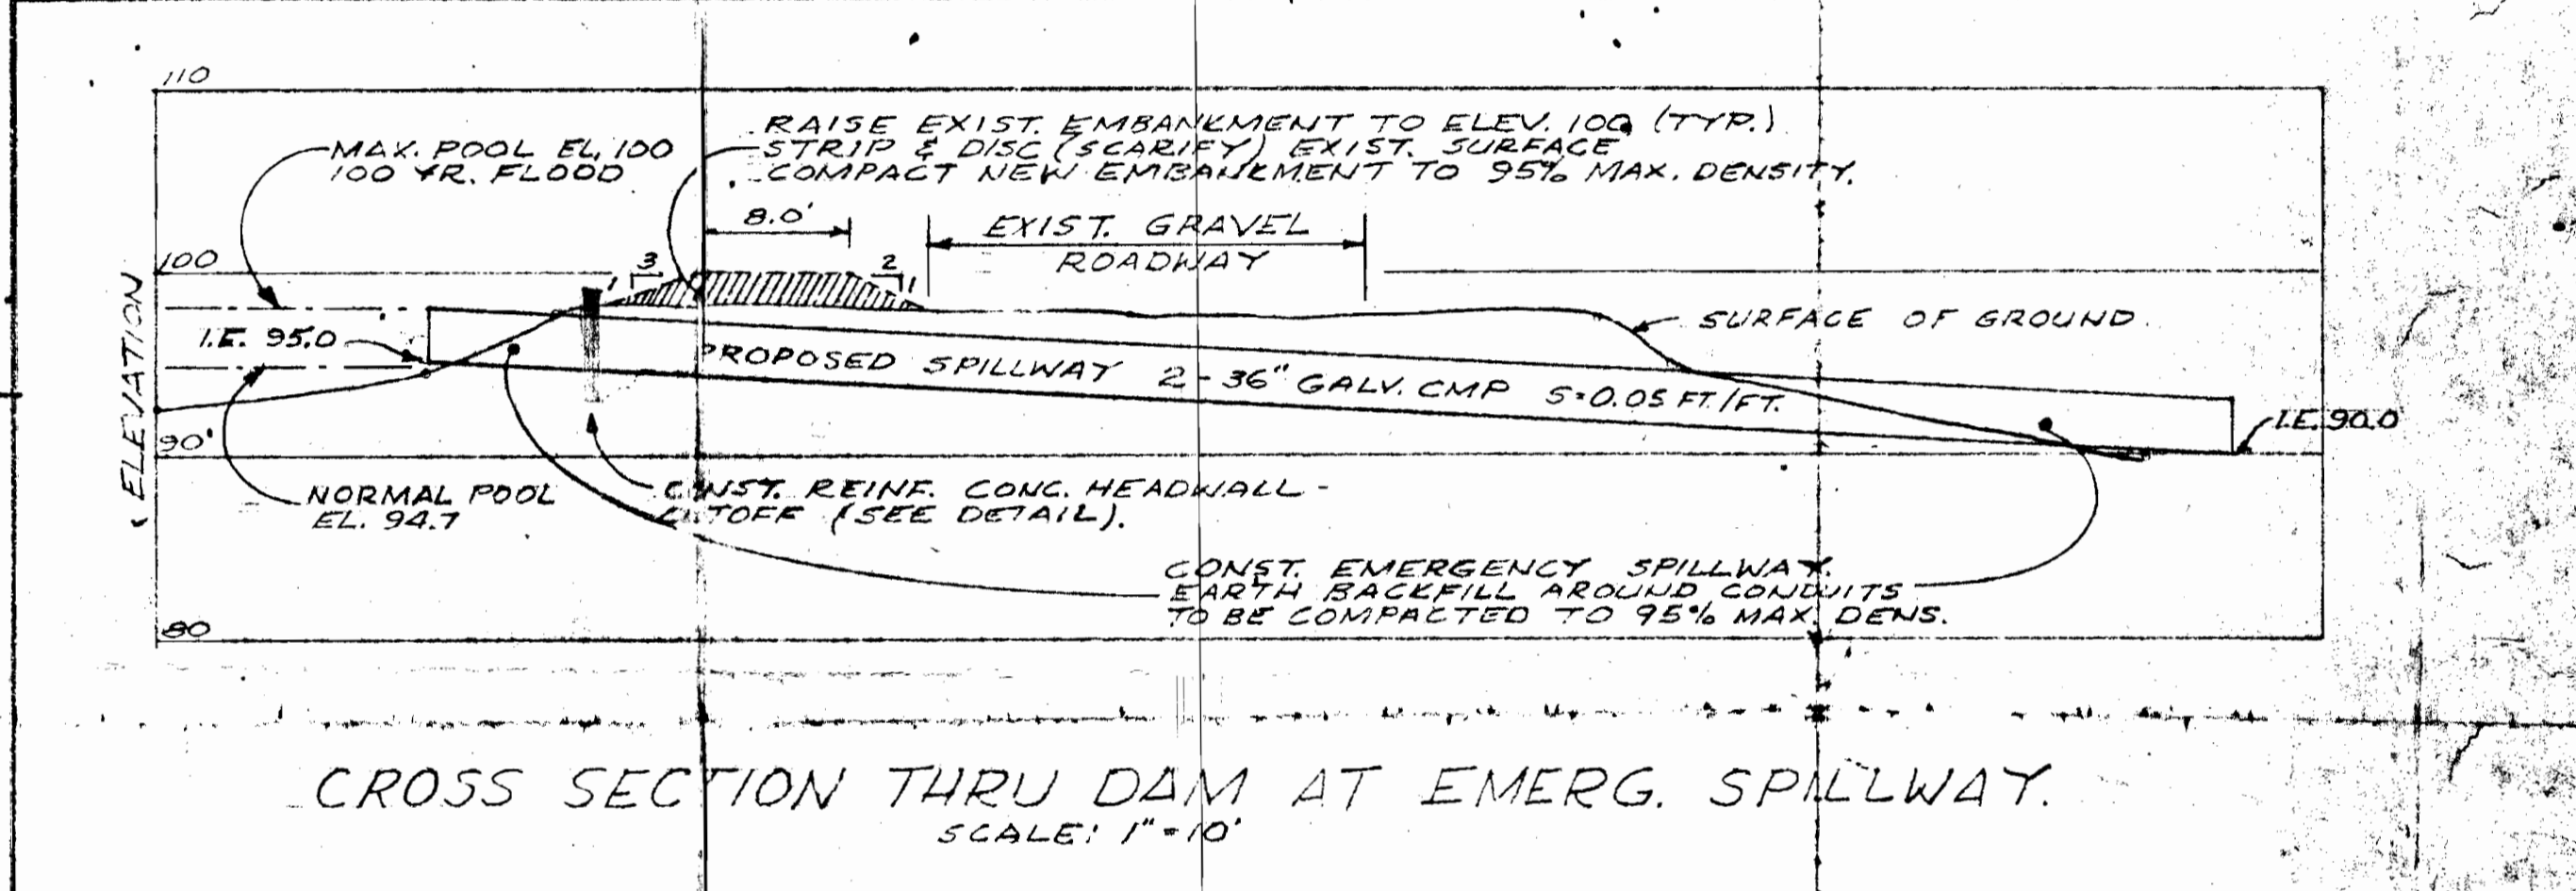 110
RAISE EXIST. EMBANKMENT TO ELEV. 100 (TYP.)
STRIP & DISC (SCARIFY) EXIST. SURFACE
COMPACT NEW EMBANKMENT TO 95% MAX. DENSITY.
MAX. POOL EL. 100
100 YR. FLOOD
8.0'
EXIST. GRAVEL
ROADWAY
100
1 3
2 1
ELEVATION
I.E. 95.0
SURFACE OF GROUND
PROPOSED SPILLWAY 2-36" GALV. CMP S=0.05 FT./FT.
I.E. 90.0
90'
NORMAL POOL
EL. 94.7
CONST. REINF. CONC. HEADWALL -
CUTOFF (SEE DETAIL).
CONST. EMERGENCY SPILLWAY.
EARTH BACKFILL AROUND CONDUITS
TO BE COMPACTED TO 95% MAX. DENS.
80
CROSS SECTION THRU DAM AT EMERG. SPILLWAY.
SCALE: 1"=10'